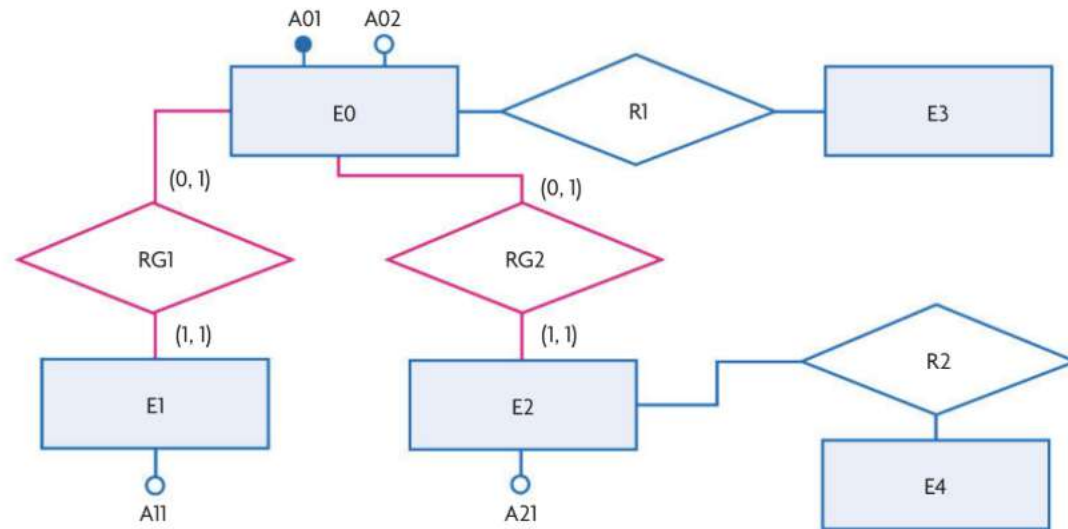 A01
A02
E0
R1
E3
(0, 1)
(0, 1)
RG1
RG2
(1, 1)
(1, 1)
R2
E1
E2
E4
A11
A21